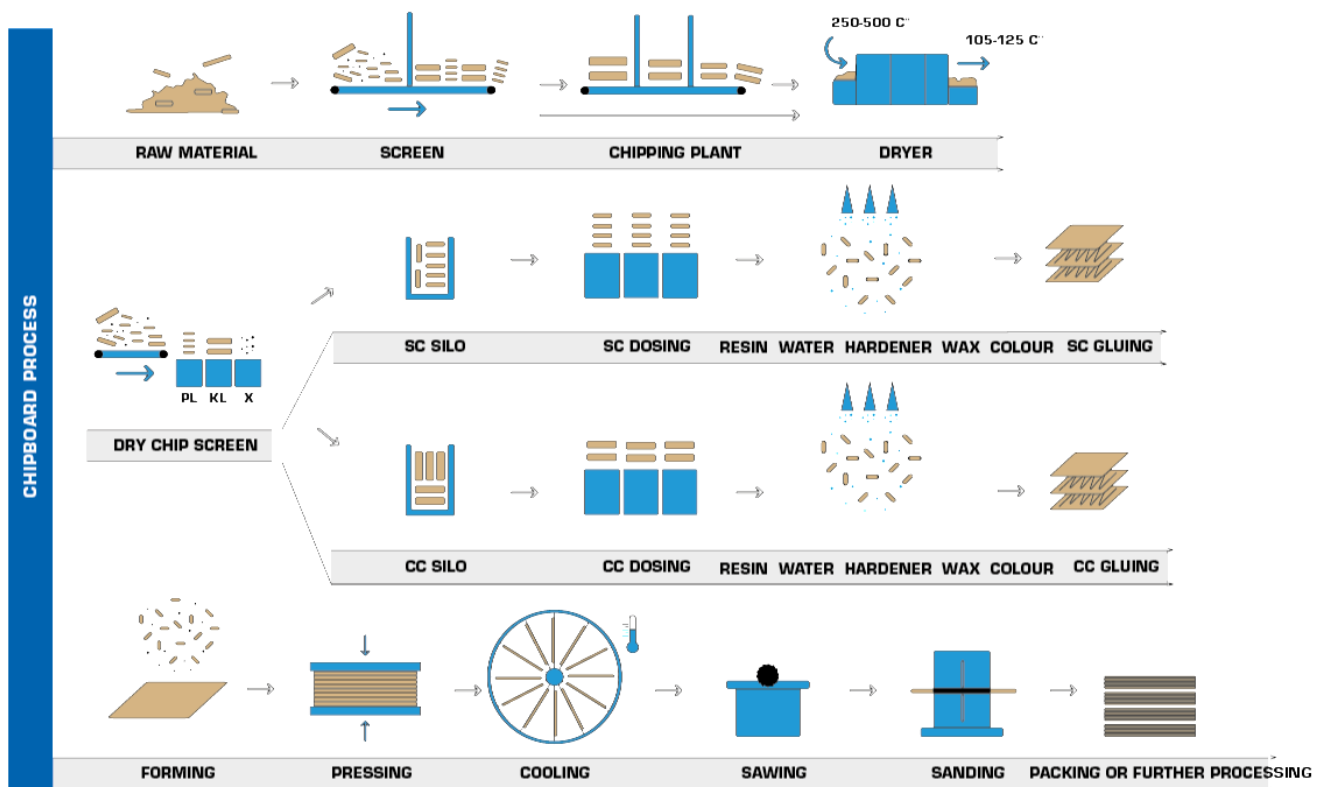 CHIPBOARD PROCESS
250-500 C°
105-125 C°
RAW MATERIAL
SCREEN
CHIPPING PLANT
DRYER
PL KL X
DRY CHIP SCREEN
SC SILO
SC DOSING
RESIN WATER HARDENER WAX COLOUR
SC GLUING
CC SILO
CC DOSING
RESIN WATER HARDENER WAX COLOUR
CC GLUING
FORMING
PRESSING
COOLING
SAWING
SANDING
PACKING OR FURTHER PROCESSING